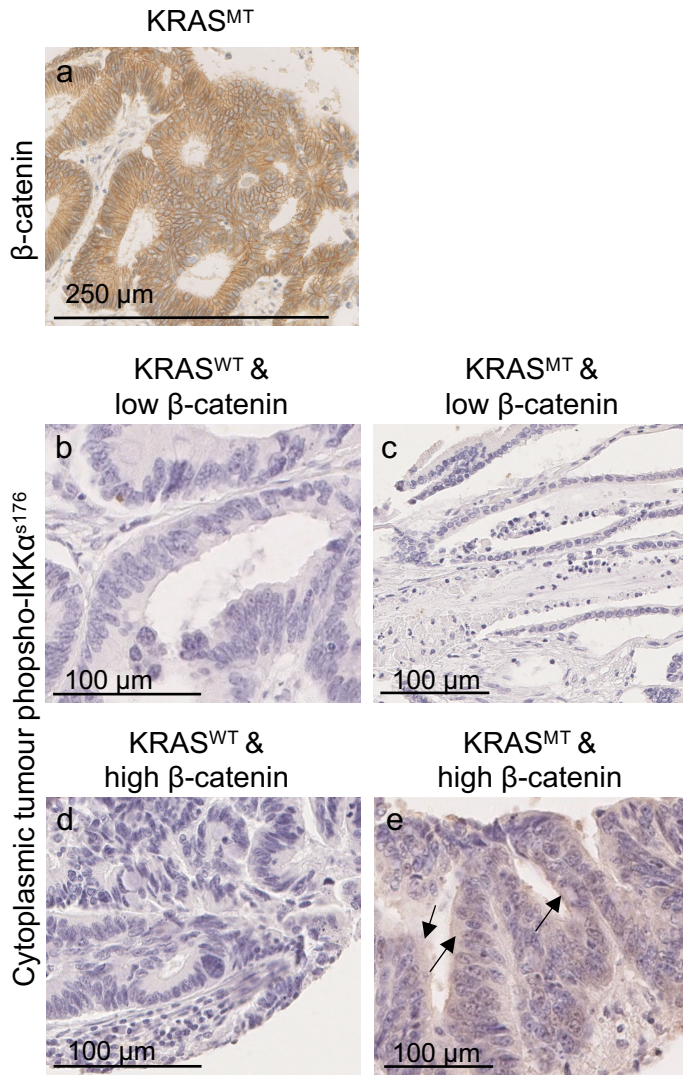 KRASᴹᵀ
a
β-catenin
250 µm
KRASᵂᵀ &
low β-catenin
KRASᴹᵀ &
low β-catenin
b
c
Cytoplasmic tumour phopsho-IKKαˢ¹⁷⁶
100 µm
100 µm
KRASᵂᵀ &
high β-catenin
KRASᴹᵀ &
high β-catenin
d
e
100 µm
100 µm